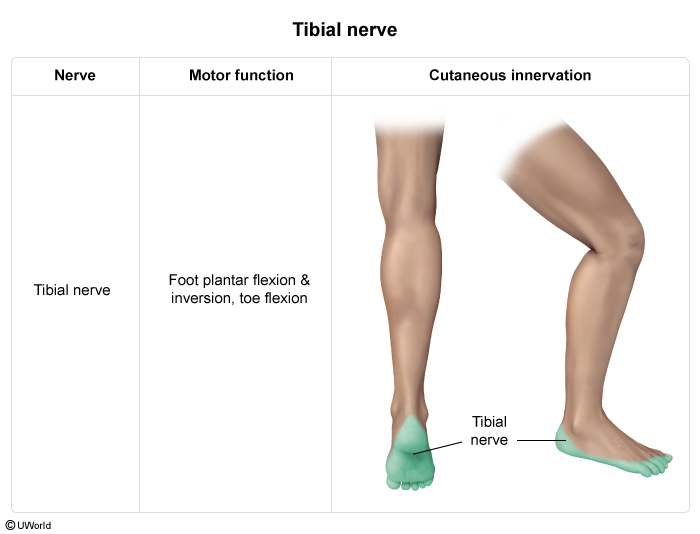 Tibial nerve
Nerve
Motor function
Cutaneous innervation
Tibial nerve
Foot plantar flexion &
inversion, toe flexion
Tibial
nerve
© UWorld